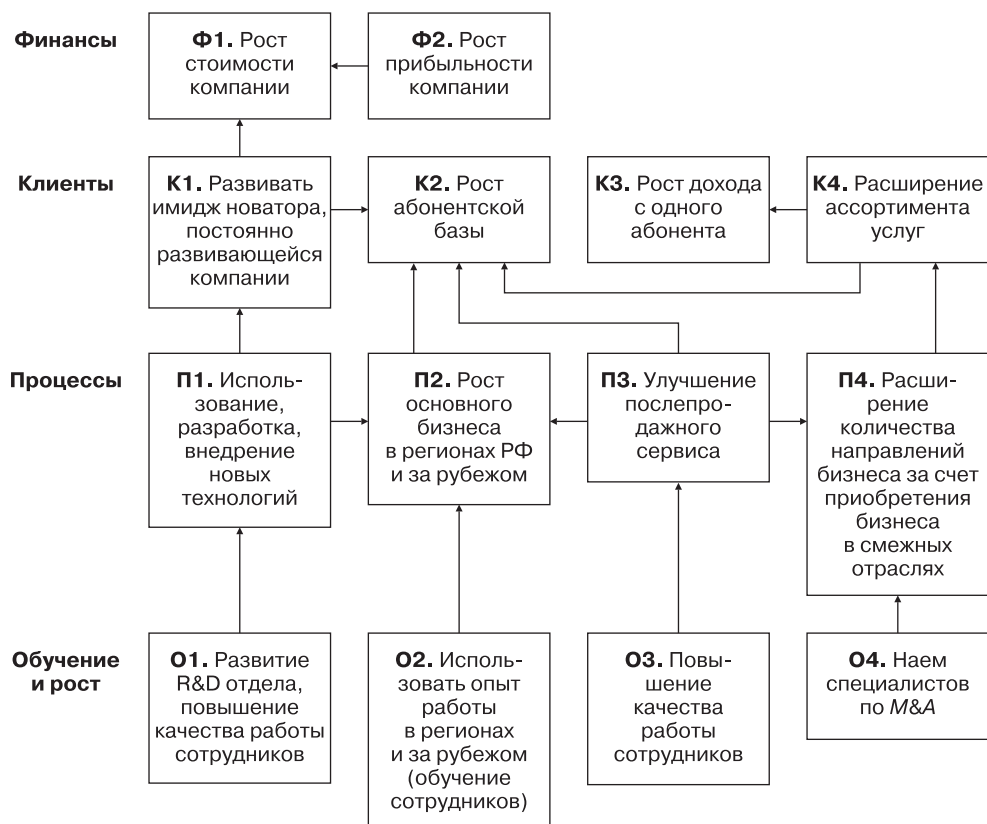 Финансы
Ф1. Рост
стоимости
компании
Ф2. Рост
прибыльности
компании
Клиенты
К1. Развивать
имидж новатора,
постоянно
развивающейся
компании
К2. Рост
абонентской
базы
К3. Рост дохода
с одного
абонента
К4. Расширение
ассортимента
услуг
Процессы
П1. Исполь-
зование,
разработка,
внедрение
новых
технологий
П2. Рост
основного
бизнеса
в регионах РФ
и за рубежом
П3. Улучшение
послепро-
дажного
сервиса
П4. Расши-
рение
количества
направлений
бизнеса за счет
приобретения
бизнеса
в смежных
отраслях
Обучение
и рост
О1. Развитие
R&D отдела,
повышение
качества работы
сотрудников
О2. Исполь-
зовать опыт
работы
в регионах
и за рубежом
(обучение
сотрудников)
О3. Повы-
шение
качества
работы
сотрудников
О4. Наем
специалистов
по M&A